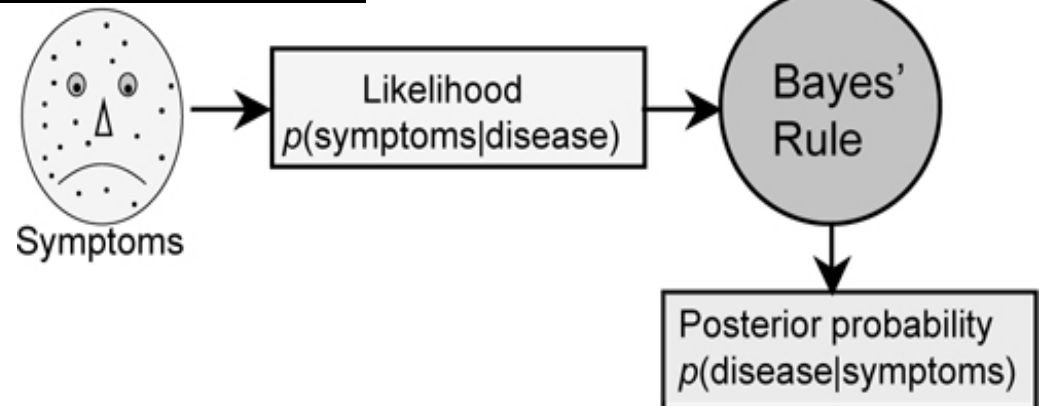 Likelihood
p(symptoms|disease)
Bayes’
Rule
Symptoms
Posterior probability
p(disease|symptoms)